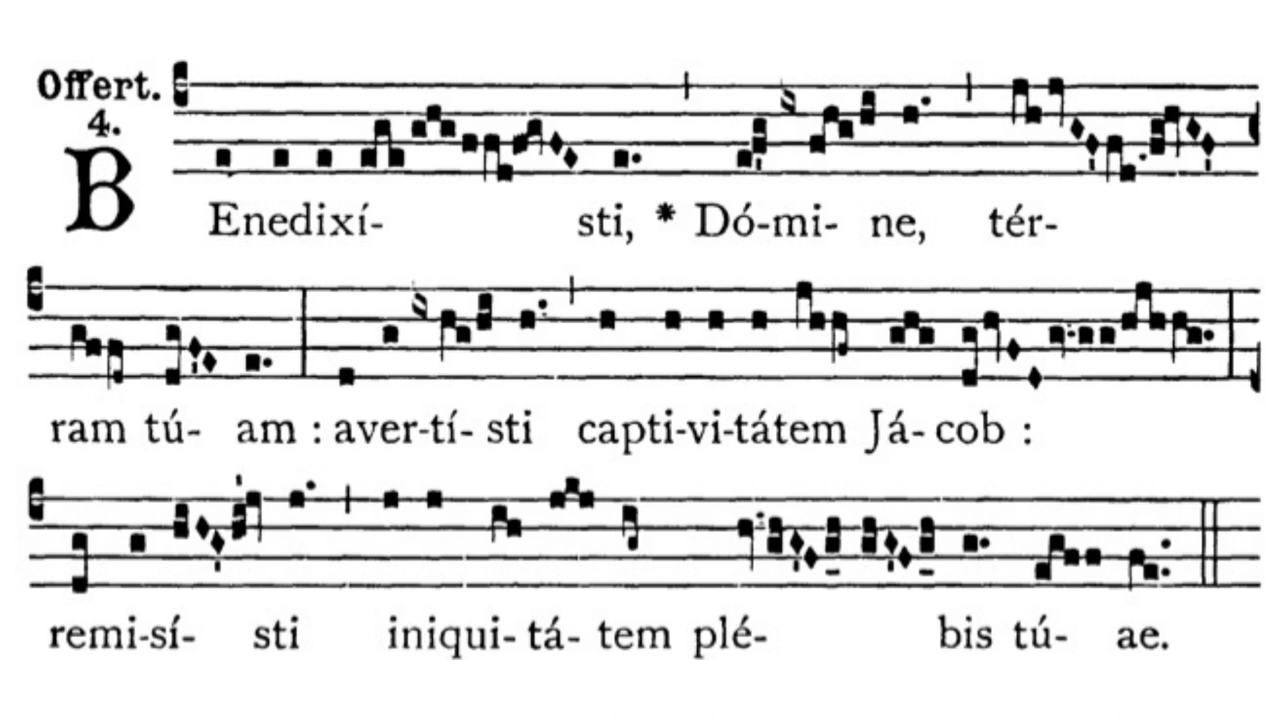 Offert.
4.
BEnedixí- sti, * Dó-mi- ne, tér-
ram tú- am : aver-tí- sti capti-vi-tátem Já- cob :
remi-sí- sti iniqui- tá- tem plé- bis tú- ae.